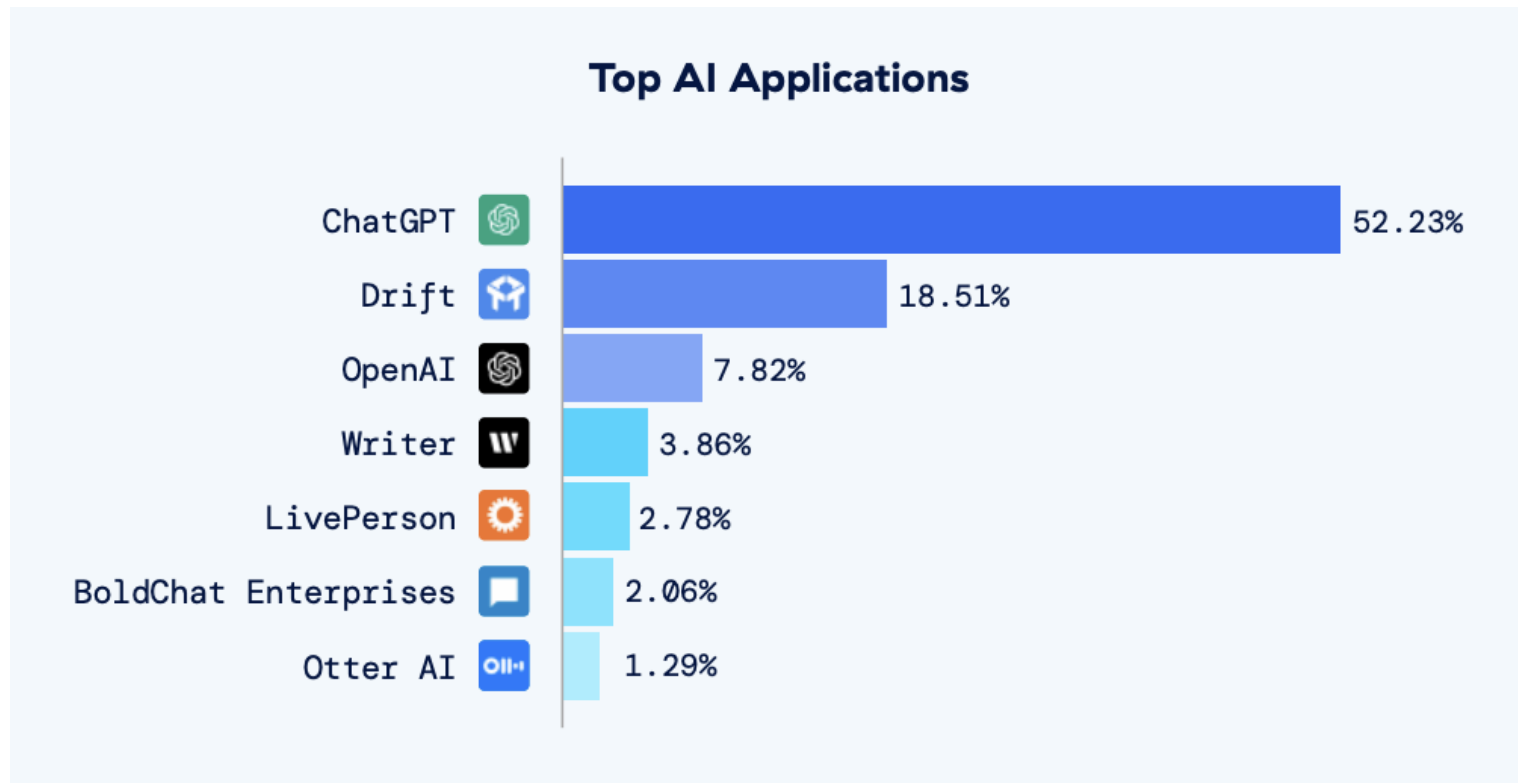 Top AI Applications
ChatGPT 52.23%
Drift 18.51%
OpenAI 7.82%
Writer 3.86%
LivePerson 2.78%
BoldChat Enterprises 2.06%
Otter AI 1.29%